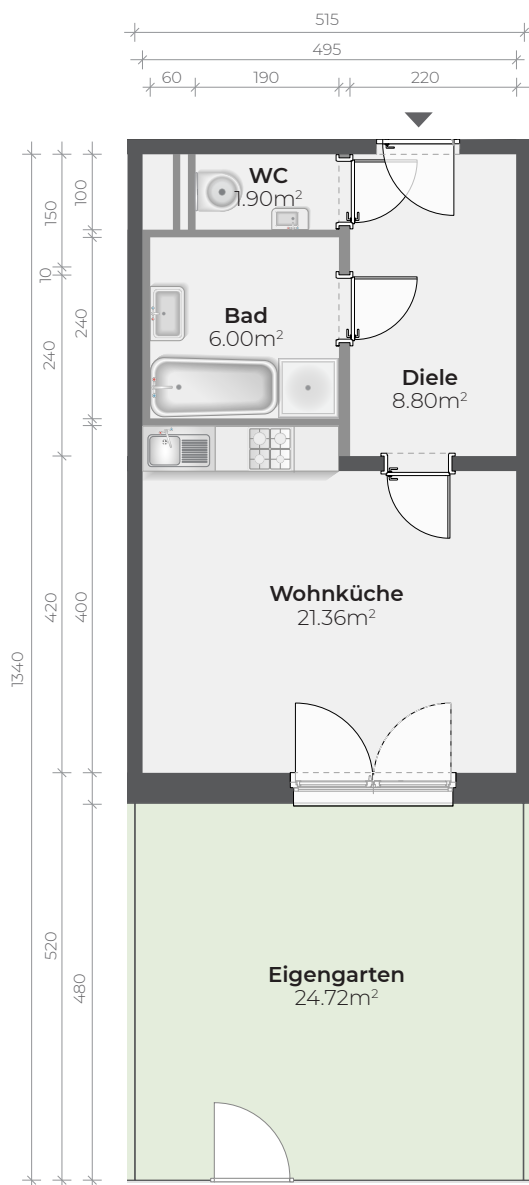 515
495
60 190 220
100
150
WC
1.90m²
10
240
Bad
6.00m²
240
Diele
8.80m²
Wohnküche
21.36m²
420
400
1340
Eigengarten
24.72m²
520
480